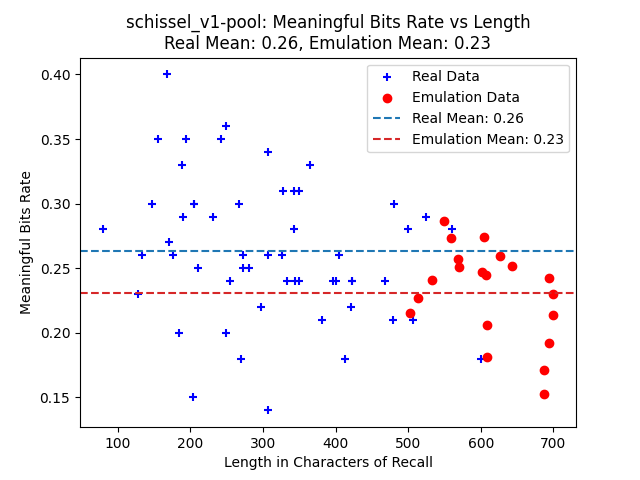 schissel_v1-pool: Meaningful Bits Rate vs Length
Real Mean: 0.26, Emulation Mean: 0.23
Real Data
Emulation Data
Real Mean: 0.26
Emulation Mean: 0.23
Meaningful Bits Rate
0.40
0.35
0.30
0.25
0.20
0.15
100 200 300 400 500 600 700
Length in Characters of Recall